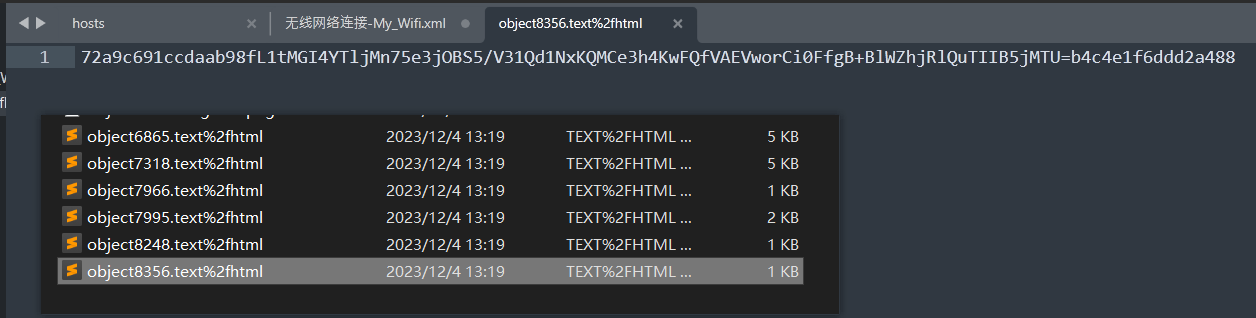 hosts
无线网络连接-My_Wifi.xml
object8356.text%2fhtml
1 72a9c691ccdaab98fL1tMGI4YTljMn75e3jOBS5/V31Qd1NxKQMCe3h4KwFQfVAEVworCi0FfgB+BlWZhjRlQuTIIB5jMTU=b4c4e1f6ddd2a488
object6865.text%2fhtml 2023/12/4 13:19 TEXT%2FHTML ... 5 KB
object7318.text%2fhtml 2023/12/4 13:19 TEXT%2FHTML ... 5 KB
object7966.text%2fhtml 2023/12/4 13:19 TEXT%2FHTML ... 1 KB
object7995.text%2fhtml 2023/12/4 13:19 TEXT%2FHTML ... 2 KB
object8248.text%2fhtml 2023/12/4 13:19 TEXT%2FHTML ... 1 KB
object8356.text%2fhtml 2023/12/4 13:19 TEXT%2FHTML ... 1 KB